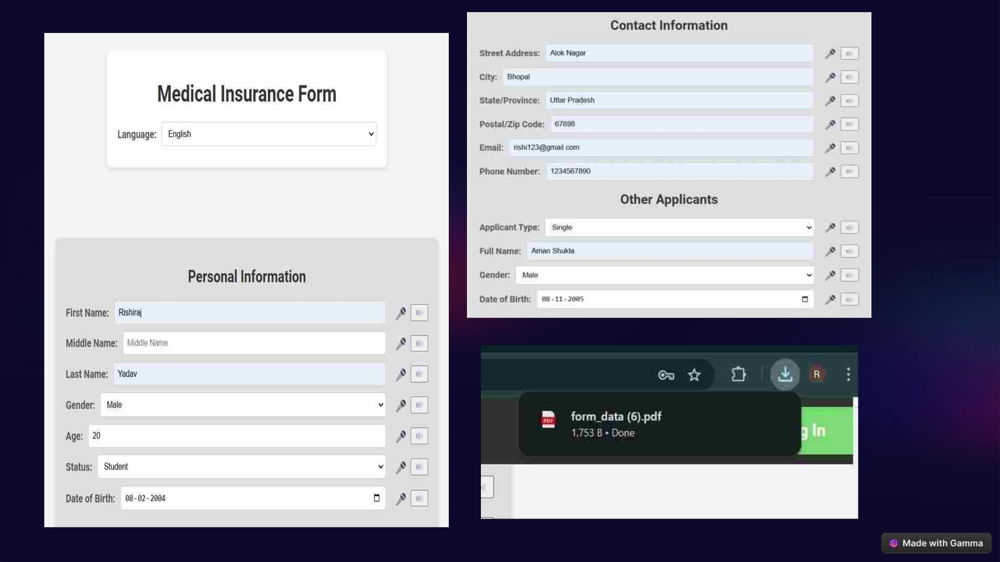 Medical Insurance Form
Language: English
Personal Information
First Name: Rishiraj
Middle Name: Middle Name
Last Name: Yadav
Gender: Male
Age: 20
Status: Student
Date of Birth: 08-02-2004
Contact Information
Street Address: Alok Nagar
City: Bhopal
State/Province: Uttar Pradesh
Postal/Zip Code: 67898
Email: rishi123@gmail.com
Phone Number: 1234567890
Other Applicants
Applicant Type: Single
Full Name: Aman Shukla
Gender: Male
Date of Birth: 08-11-2005
R
PDF
form_data (6).pdf
1,753 B • Done
g In
Made with Gamma